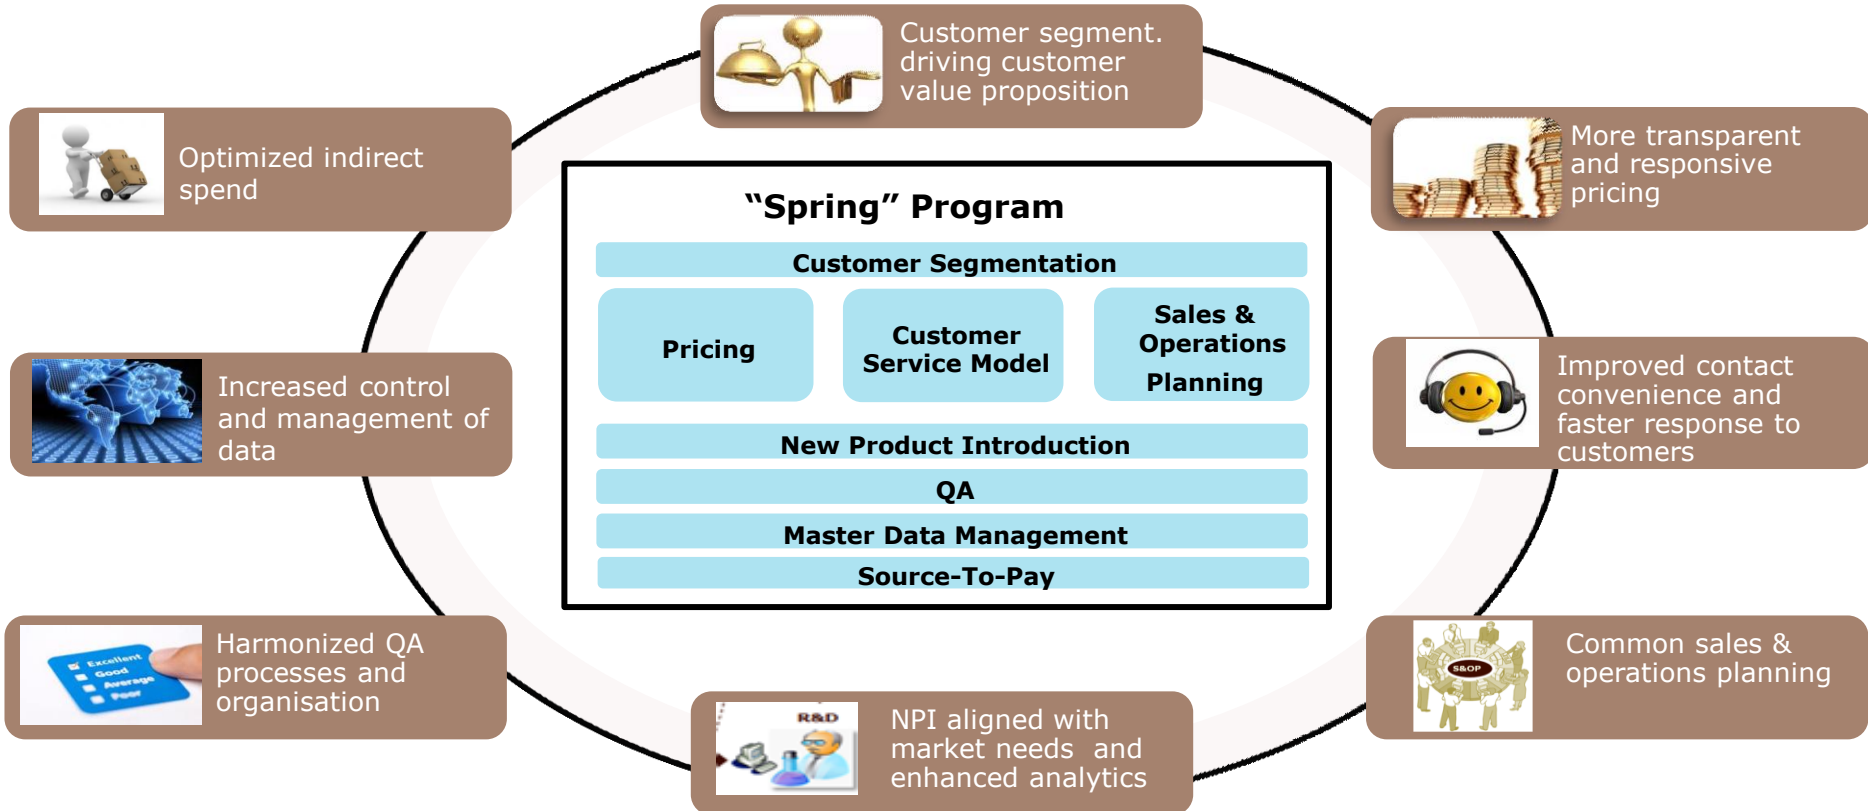 Customer segment.
driving customer
value proposition
Optimized indirect
spend
More transparent
and responsive
pricing
“Spring” Program
Customer Segmentation
Pricing
Customer
Service Model
Sales &
Operations
Planning
New Product Introduction
QA
Master Data Management
Source-To-Pay
Increased control
and management of
data
Improved contact
convenience and
faster response to
customers
Harmonized QA
processes and
organisation
Excellent
Good
Average
Poor
R&D
NPI aligned with
market needs and
enhanced analytics
S&OP
Common sales &
operations planning